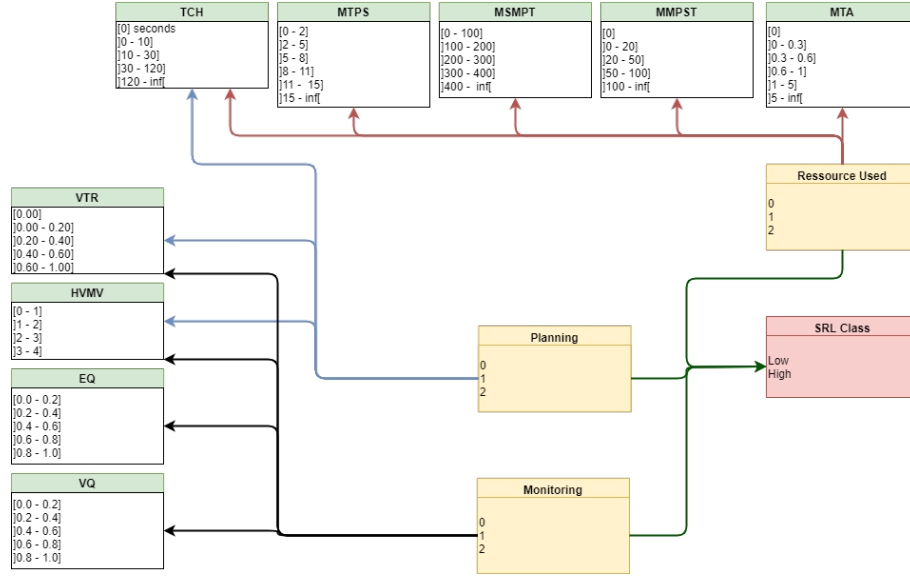 TCH
[0] seconds
]0 - 10]
]10 - 30]
]30 - 120]
]120 - inf[
MTPS
[0 - 2]
]2 - 5]
]5 - 8]
]8 - 11]
]11 - 15]
]15 - inf[
MSMPT
[0 - 100]
]100 - 200]
]200 - 300]
]300 - 400]
]400 - inf[
MMPST
[0]
]0 - 20]
]20 - 50]
]50 - 100]
]100 - inf[
MTA
[0]
]0 - 0.3]
]0.3 - 0.6]
]0.6 - 1]
]1 - 5]
]5 - inf[
Ressource Used
0
1
2
VTR
[0.00]
]0.00 - 0.20]
]0.20 - 0.40]
]0.40 - 0.60]
]0.60 - 1.00]
HVMV
[0 - 1]
]1 - 2]
]2 - 3]
]3 - 4]
Planning
0
1
2
SRL Class
Low
High
EQ
[0.0 - 0.2]
]0.2 - 0.4]
]0.4 - 0.6]
]0.6 - 0.8]
]0.8 - 1.0]
VQ
[0.0 - 0.2]
]0.2 - 0.4]
]0.4 - 0.6]
]0.6 - 0.8]
]0.8 - 1.0]
Monitoring
0
1
2